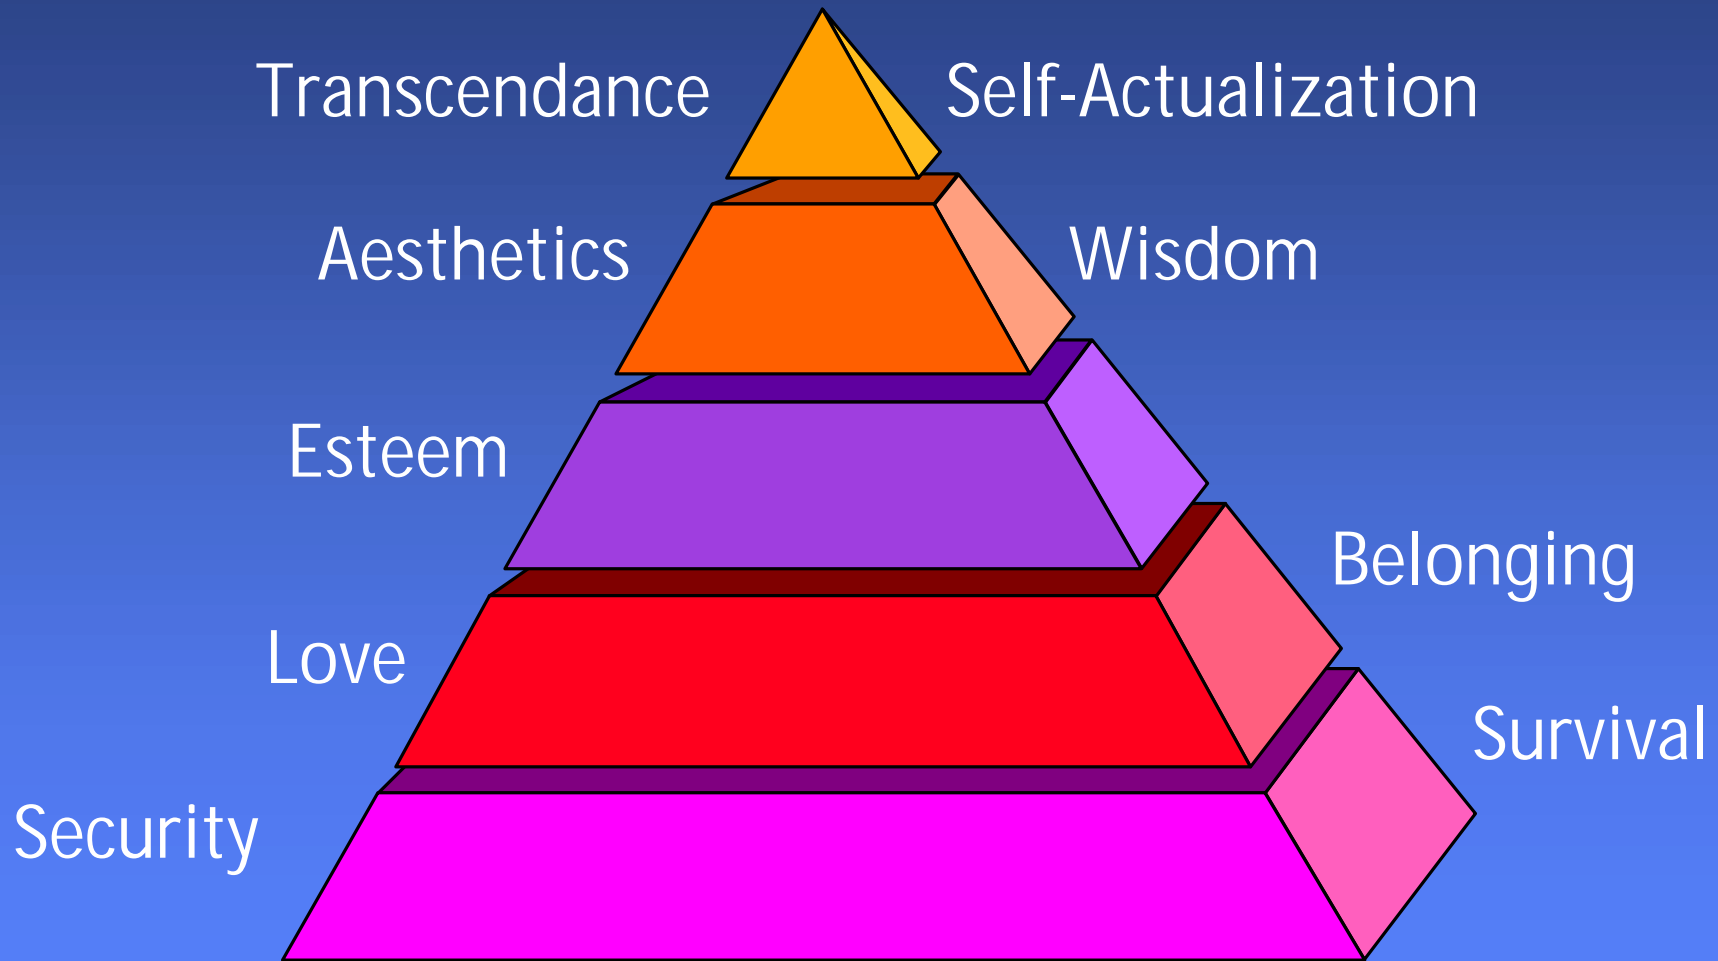 Transcendance Self-Actualization
Aesthetics Wisdom
Esteem
Belonging
Love
Survival
Security